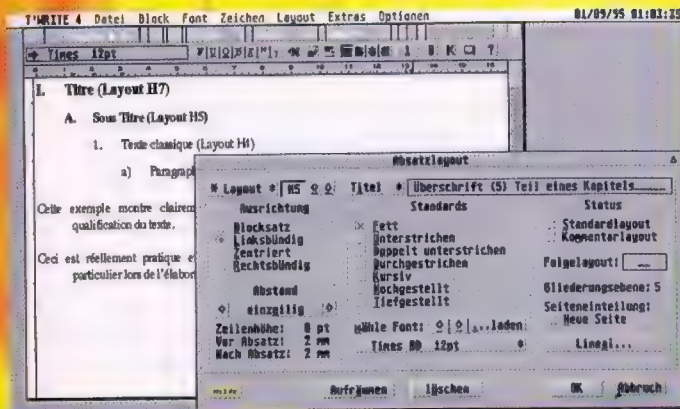 T'WRITE 4 Datei Block Font Zeichen Layout Extras Optionen 01/09/95 01:03:35
Times 12pt
I. Titre (Layout H7)
A. Sous Titre (Layout H5)
1. Texte classique (Layout H4)
a) Paragrap
Cette exemple montre clairem
qualification du texte.
Ceci est réellement pratique e
particulier lors de l'élabor
Absatzlayout
Layout H5 Titel Überschrift (5) Teil eines Kapitels
Ausrichtung Standards Status
Blocksatz Fett Standardlayout
Linksbündig Unterstrichen Kommentarlayout
Zentriert Doppelt unterstrichen
Rechtsbündig Durchgestrichen Folgelayout:
Kursiv
Abstand Hochgestellt Gliederungsebene: 5
einzeilig Tiefgestellt Seiteneinteilung:
Zeilenhöhe: 0 pt Wähle Font: ...laden Neue Seite
Vor Absatz: 2 mm Times 12pt Lineal...
Nach Absatz: 2 mm
Aufräumen löschen OK Abbruch